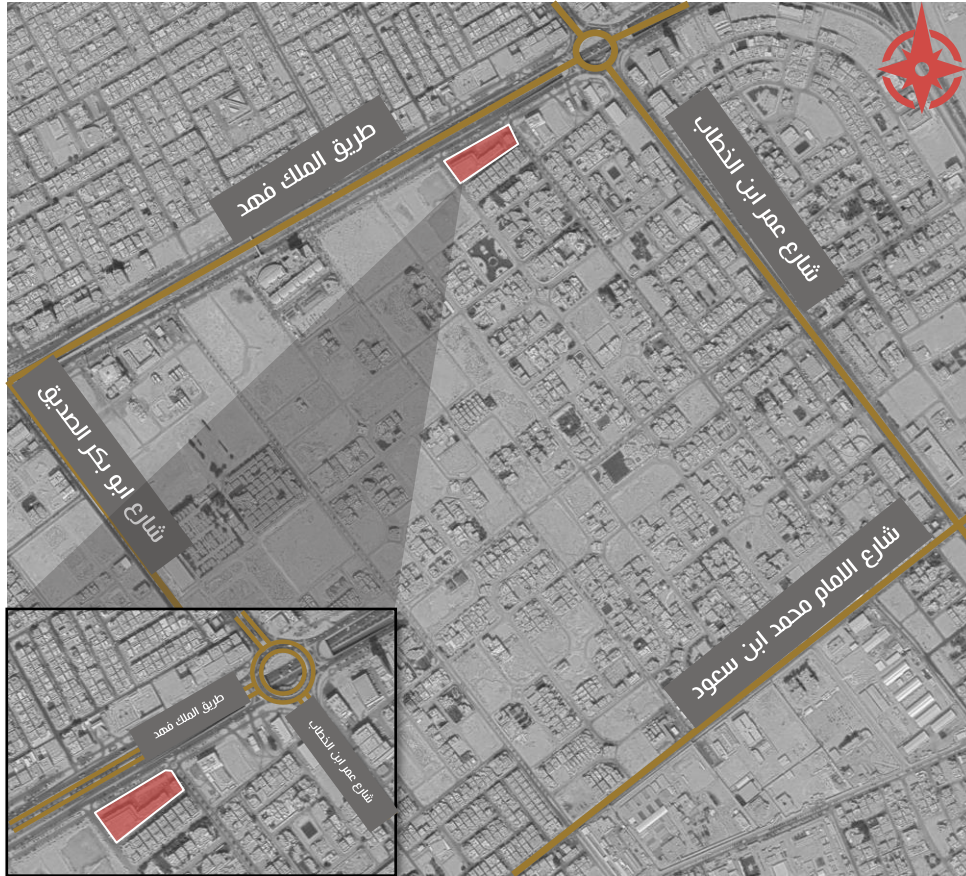 طريق الملك فهد
شارع عمر ابن الخطاب
شارع ابو بكر الصديق
شارع الامام محمد ابن سعود
طريق الملك فهد
شارع عمر ابن الخطاب